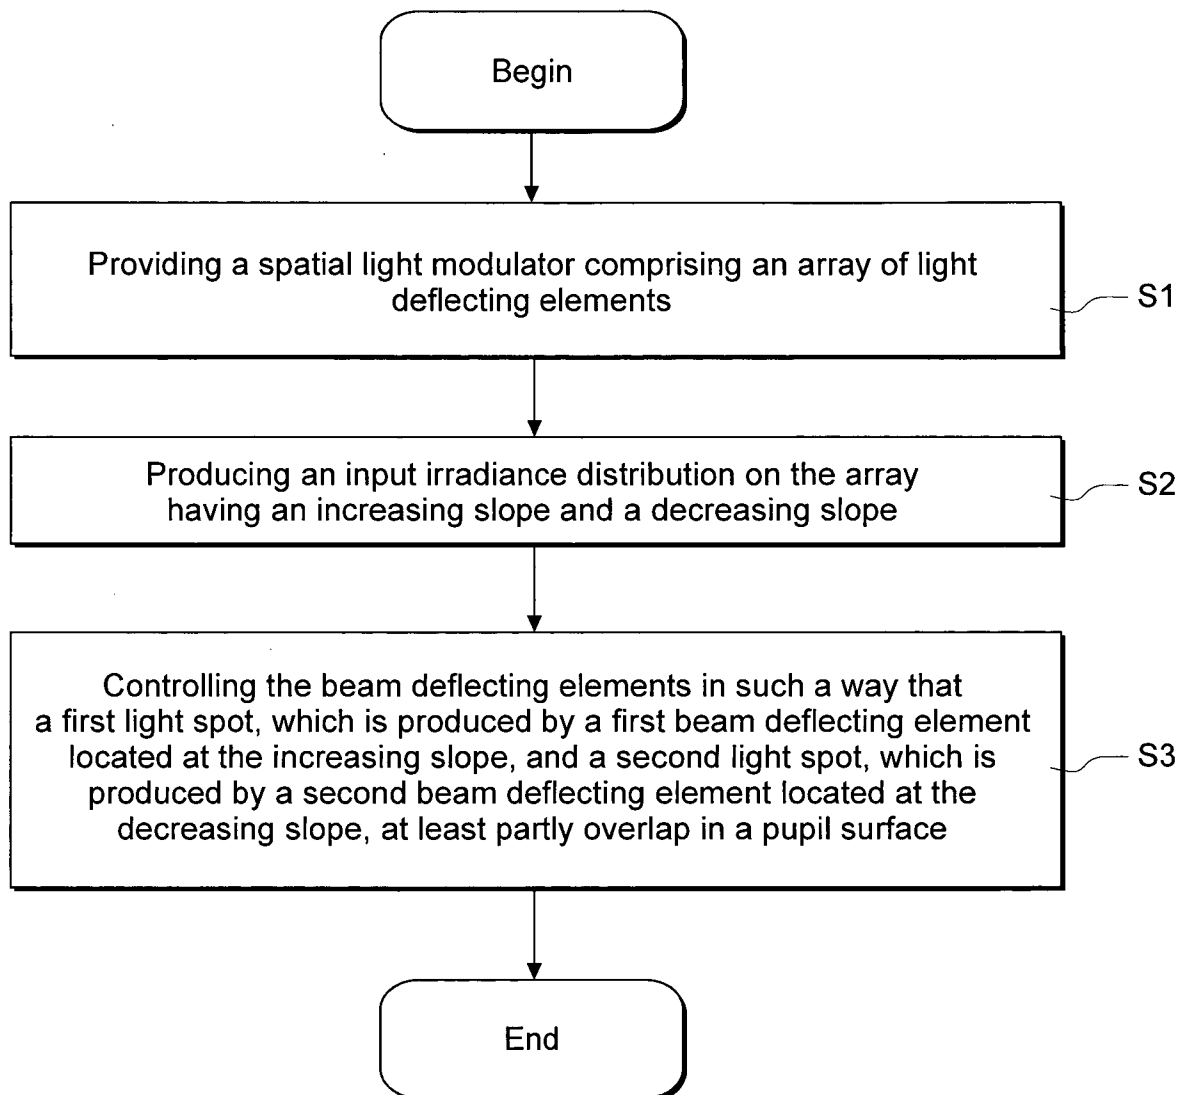 Begin
Providing a spatial light modulator comprising an array of light
deflecting elements
S1
Producing an input irradiance distribution on the array
having an increasing slope and a decreasing slope
S2
Controlling the beam deflecting elements in such a way that
a first light spot, which is produced by a first beam deflecting element
located at the increasing slope, and a second light spot, which is
produced by a second beam deflecting element located at the
decreasing slope, at least partly overlap in a pupil surface
S3
End